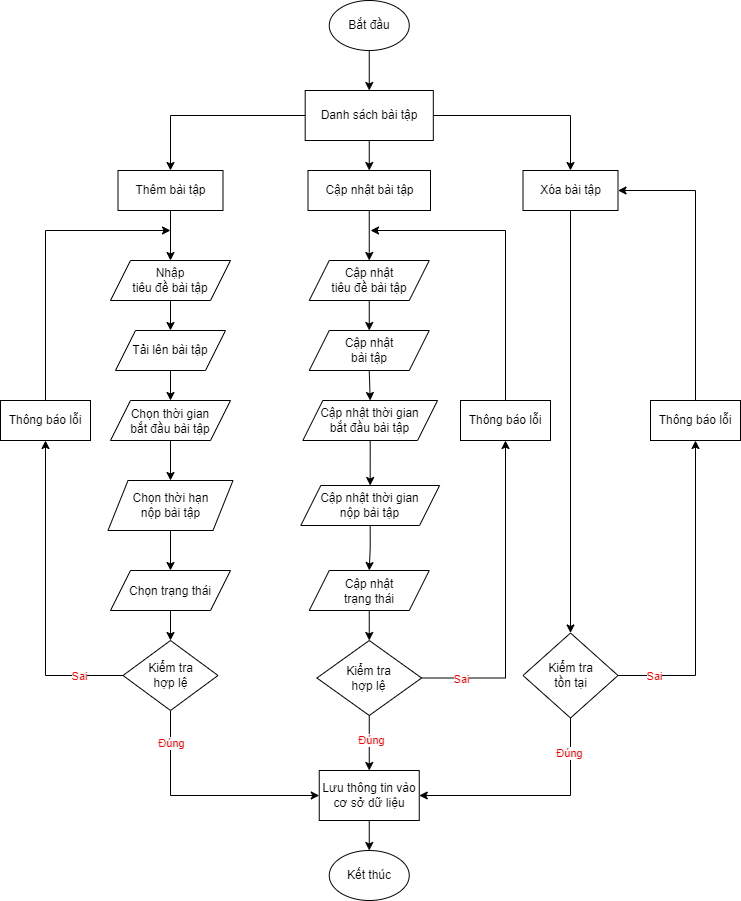 Bắt đầu
Danh sách bài tập
Thêm bài tập
Cập nhật bài tập
Xóa bài tập
Nhập
tiêu đề bài tập
Cập nhật
tiêu đề bài tập
Tải lên bài tập
Cập nhật
bài tập
Thông báo lỗi
Chọn thời gian
bắt đầu bài tập
Cập nhật thời gian
bắt đầu bài tập
Thông báo lỗi
Thông báo lỗi
Chọn thời hạn
nộp bài tập
Cập nhật thời gian
nộp bài tập
Chọn trạng thái
Cập nhật
trạng thái
Sai
Kiểm tra
hợp lệ
Kiểm tra
hợp lệ
Sai
Kiểm tra
tồn tại
Sai
Đúng
Đúng
Đúng
Lưu thông tin vào
cơ sở dữ liệu
Kết thúc